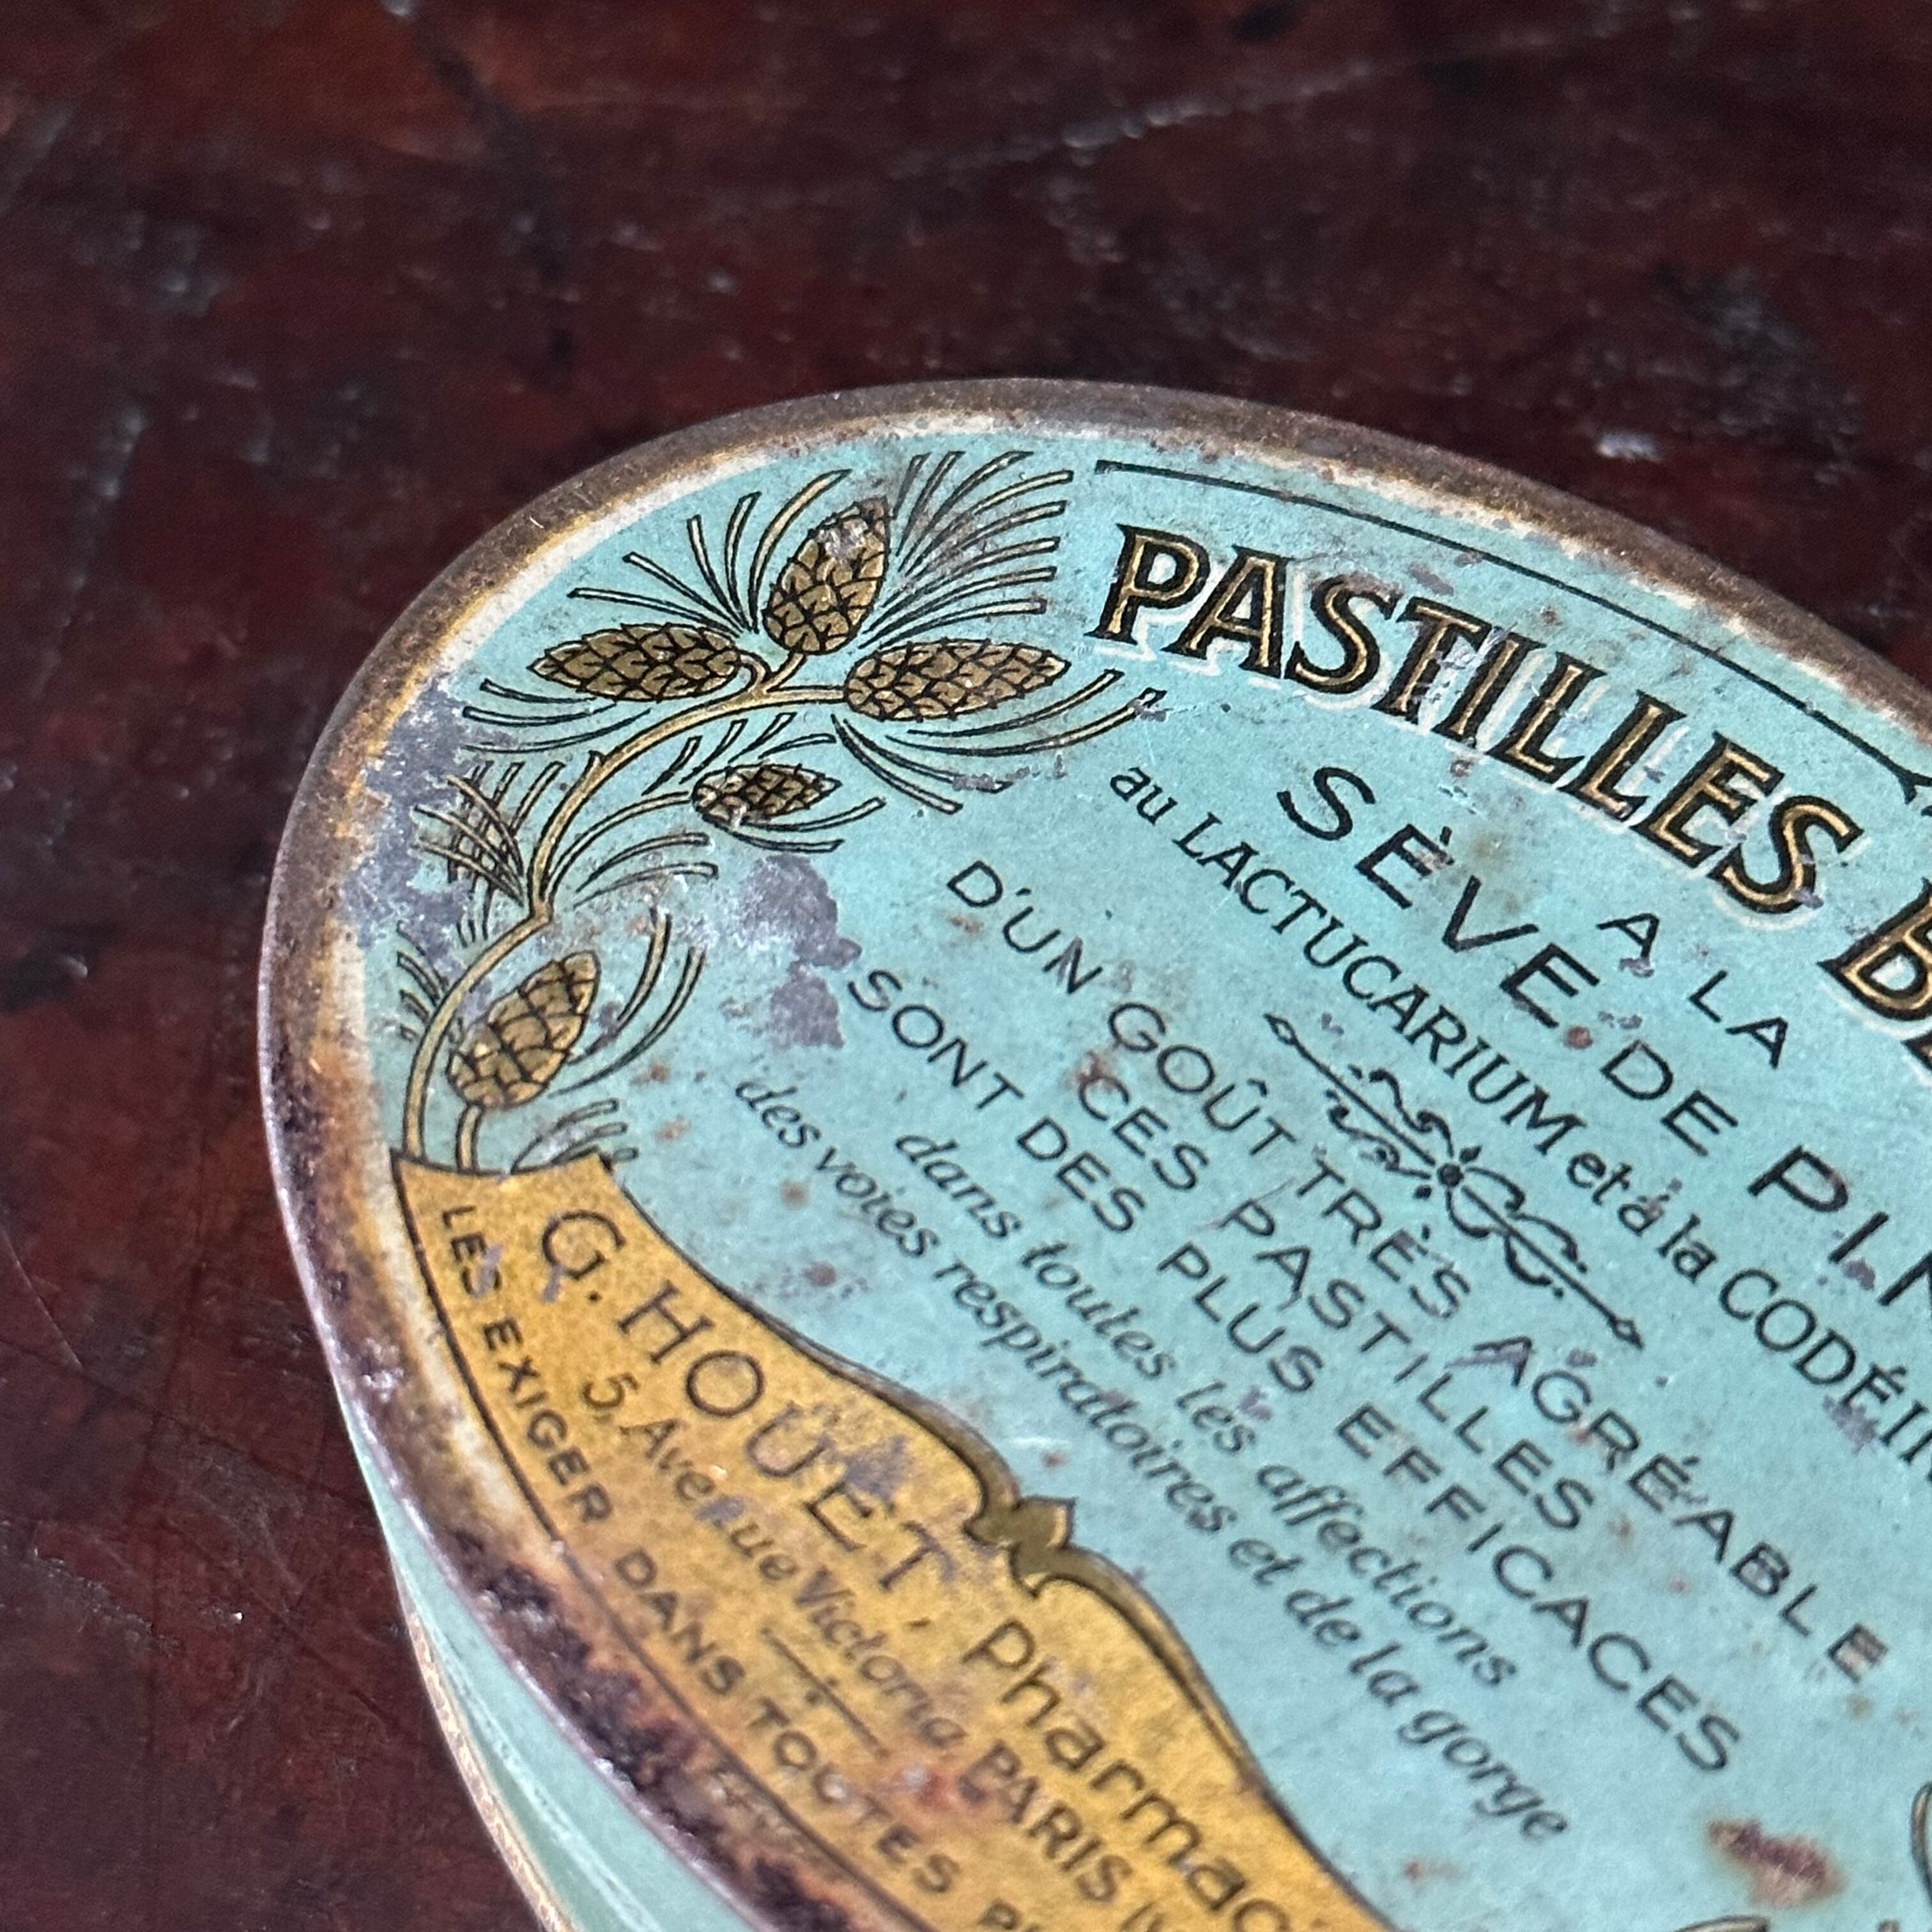 PASTILLES
A LA
SÈVE DE PIN
au LACTUCARIUM et à la CODÉIN
D'UN GOÛT TRÈS AGRÉABLE
CES PASTILLES
SONT DES PLUS EFFICACES
dans toutes les affections
des voies respiratoires et de la gorge
G. HOUET, Pharmac
5, Avenue Victoria PARIS
LES EXIGER DANS TOUTES